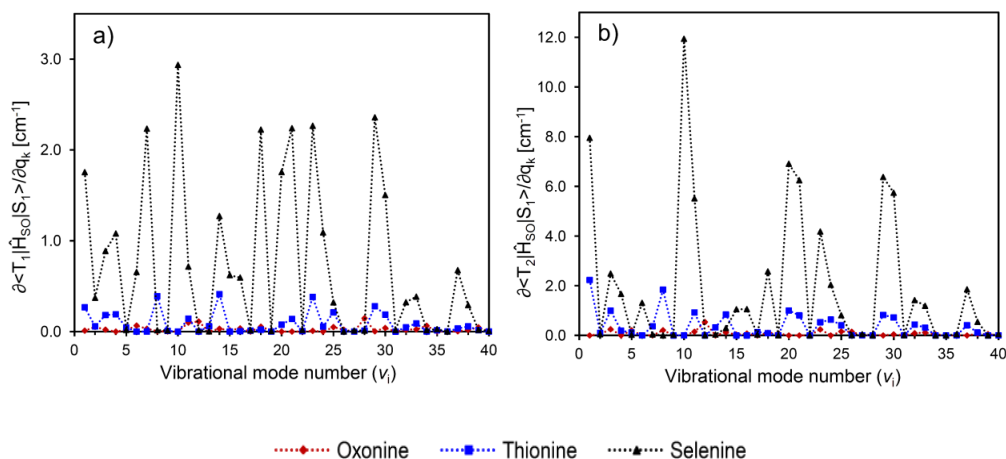 a)
∂<T₁|ĤSO|S₁>/∂qk [cm⁻¹]
3.0
2.0
1.0
0.0
0 5 10 15 20 25 30 35 40
Vibrational mode number (νi)
b)
∂<T₂|ĤSO|S₁>/∂qk [cm⁻¹]
12.0
10.0
8.0
6.0
4.0
2.0
0.0
0 5 10 15 20 25 30 35 40
Vibrational mode number (νi)
Oxonine Thionine Selenine